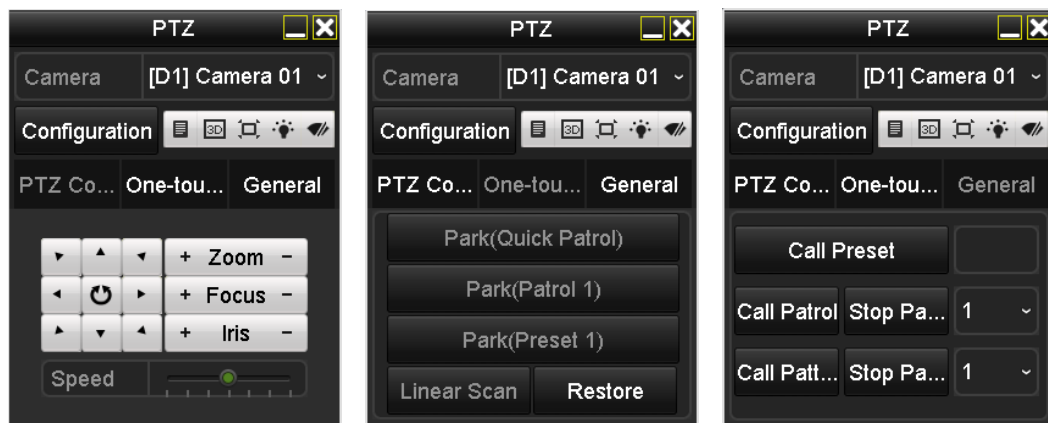 PTZ
Camera [D1] Camera 01
Configuration 3D
PTZ Co... One-tou... General
+ Zoom -
+ Focus -
+ Iris -
Speed
PTZ
Camera [D1] Camera 01
Configuration 3D
PTZ Co... One-tou... General
Park(Quick Patrol)
Park(Patrol 1)
Park(Preset 1)
Linear Scan Restore
PTZ
Camera [D1] Camera 01
Configuration 3D
PTZ Co... One-tou... General
Call Preset
Call Patrol Stop Pa... 1
Call Patt... Stop Pa... 1